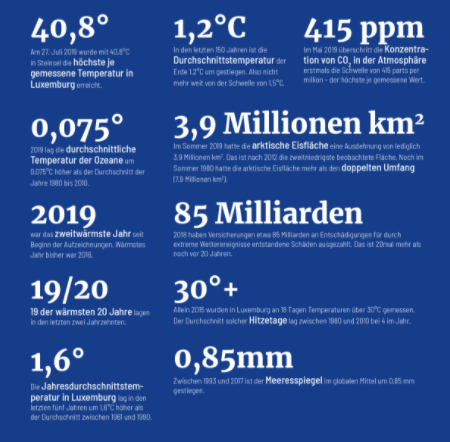 40,8°
Am 27. Juli 2019 wurde mit 40,8°C
in Steinsel die höchste je
gemessene Temperatur in
Luxemburg erreicht.
1,2°C
In den letzten 150 Jahren ist die
Durchschnittstemperatur der
Erde 1.2°C um gestiegen. Also nicht
mehr weit von der Schwelle von 1,5°C.
415 ppm
Im Mai 2019 überschritt die Konzentra-
tion von CO2 in der Atmosphäre
erstmals die Schwelle von 415 parts per
million - der höchste je gemessene Wert.
0,075°
2019 lag die durchschnittliche
Temperatur der Ozeane um
0,075°C höher als der Durchschnitt der
Jahre 1980 bis 2010.
3,9 Millionen km²
Im Sommer 2019 hatte die arktische Eisfläche eine Ausdehnung von lediglich
3,9 Millionen km². Das ist nach 2012 die zweitniedrigste beobachtete Fläche. Noch im
Sommer 1980 hatte die arktische Eisfläche mehr als den doppelten Umfang
(7,9 Millionen km²).
2019
war das zweitwärmste Jahr seit
Beginn der Aufzeichnungen. Wärmstes
Jahr bisher war 2016.
85 Milliarden
2018 haben Versicherungen etwa 85 Milliarden an Entschädigungen für durch
extreme Wetterereignisse entstandene Schäden ausgezahlt. Das ist 20mal mehr als
noch vor 20 Jahren.
19/20
19 der wärmsten 20 Jahre lagen
in den letzten zwei Jahrzehnten.
30°+
Allein 2015 wurden in Luxemburg an 18 Tagen Temperaturen über 30°C gemessen.
Der Durchschnitt solcher Hitzetage lag zwischen 1980 und 2010 bei 4 im Jahr.
1,6°
Die Jahresdurchschnittstem-
peratur in Luxemburg lag in den
letzten fünf Jahren um 1,6°C höher als
der Durchschnitt zwischen 1961 und 1990.
0,85mm
Zwischen 1993 und 2017 ist der Meeresspiegel im globalen Mittel um 0.85 mm
gestiegen.